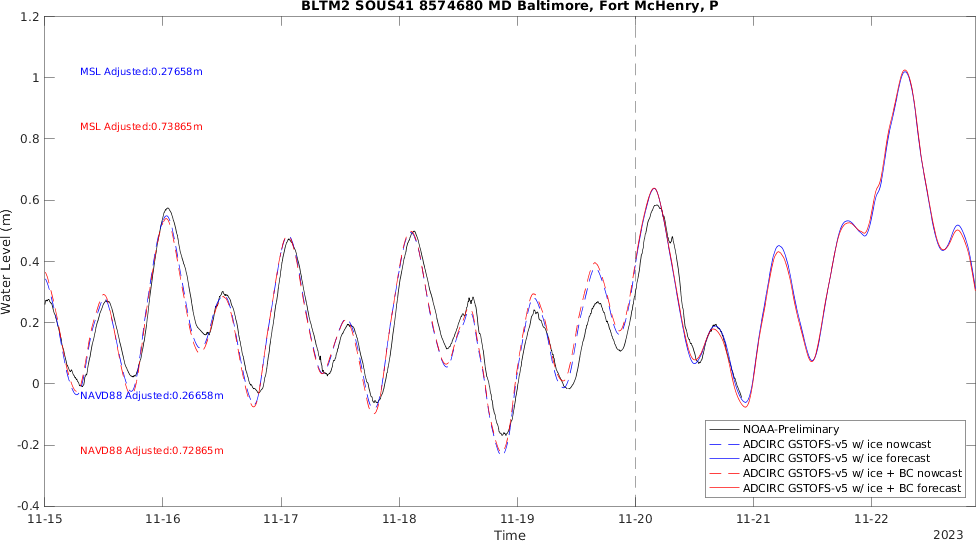 BLTM2 SOUS41 8574680 MD Baltimore, Fort McHenry, P
1.2
1
0.8
0.6
0.4
0.2
0
-0.2
-0.4
Water Level (m)
MSL Adjusted:0.27658m
MSL Adjusted:0.73865m
NAVD88 Adjusted:0.26658m
NAVD88 Adjusted:0.72865m
NOAA-Preliminary
ADCIRC GSTOFS-v5 w/ ice nowcast
ADCIRC GSTOFS-v5 w/ ice forecast
ADCIRC GSTOFS-v5 w/ ice + BC nowcast
ADCIRC GSTOFS-v5 w/ ice + BC forecast
11-15 11-16 11-17 11-18 11-19 11-20 11-21 11-22
Time
2023